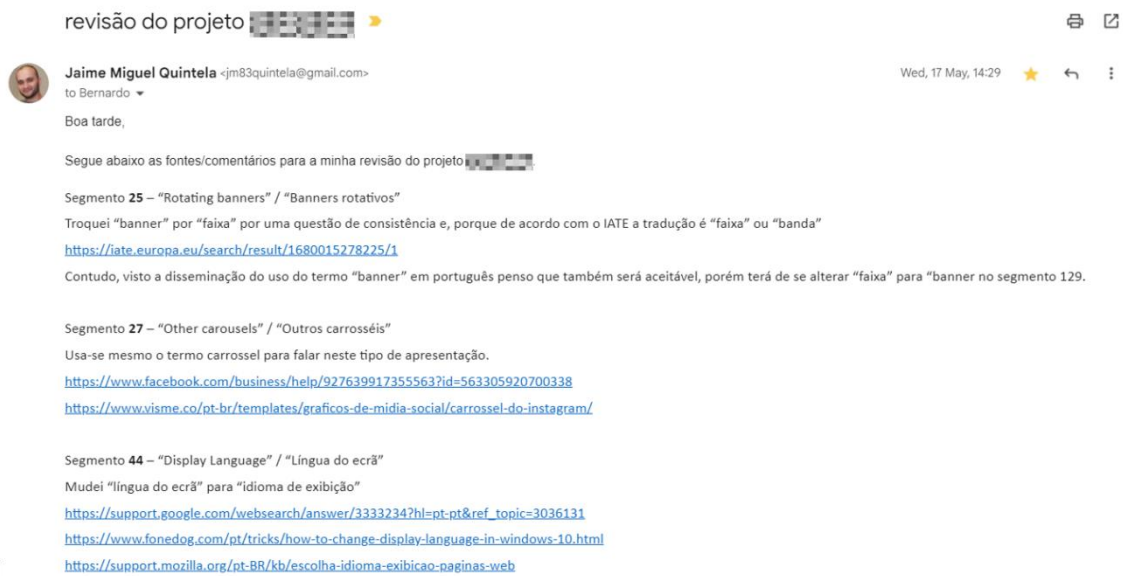 revisão do projeto
Jaime Miguel Quintela <jm83quintela@gmail.com>
Wed, 17 May, 14:29
to Bernardo
Boa tarde,
Segue abaixo as fontes/comentários para a minha revisão do projeto
Segmento 25 – “Rotating banners” / “Banners rotativos”
Troquei “banner” por “faixa” por uma questão de consistência e, porque de acordo com o IATE a tradução é “faixa” ou “banda”
https://iate.europa.eu/search/result/1680015278225/1
Contudo, visto a disseminação do uso do termo “banner” em português penso que também será aceitável, porém terá de se alterar “faixa” para “banner no segmento 129.
Segmento 27 – “Other carousels” / “Outros carrosséis”
Usa-se mesmo o termo carrossel para falar neste tipo de apresentação.
https://www.facebook.com/business/help/927639917355563?id=563305920700338
https://www.visme.co/pt-br/templates/graficos-de-midia-social/carrossel-do-instagram/
Segmento 44 – “Display Language” / “Língua do ecrã”
Mudei “língua do ecrã” para “idioma de exibição”
https://support.google.com/websearch/answer/3333234?hl=pt-pt&ref_topic=3036131
https://www.fonedog.com/pt/tricks/how-to-change-display-language-in-windows-10.html
https://support.mozilla.org/pt-BR/kb/escolha-idioma-exibicao-paginas-web